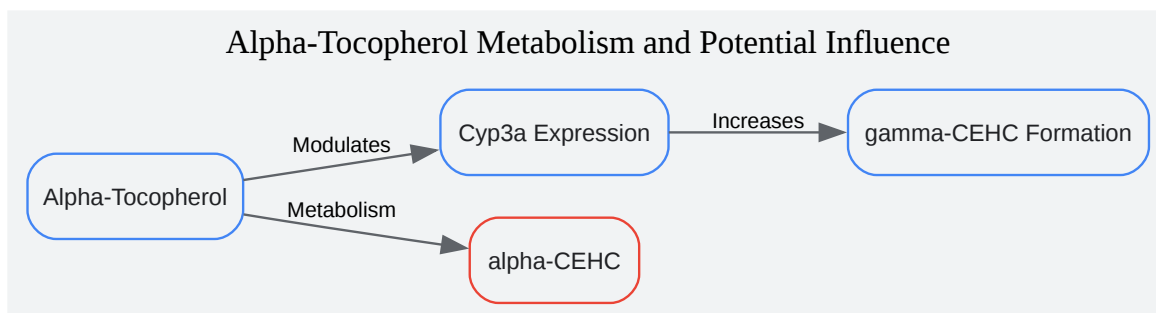 Alpha-Tocopherol Metabolism and Potential Influence
Alpha-Tocopherol
Modulates
Cyp3a Expression
Increases
gamma-CEHC Formation
Metabolism
alpha-CEHC